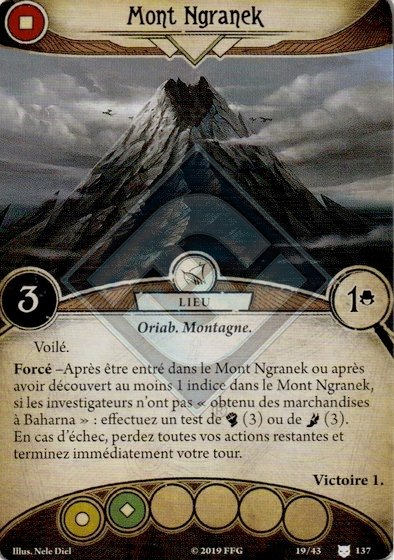 Mont Ngranek
3
LIEU
1
Oriab. Montagne.
Voilé.
Forcé –Après être entré dans le Mont Ngranek ou après
avoir découvert au moins 1 indice dans le Mont Ngranek,
si les investigateurs n'ont pas « obtenu des marchandises
à Baharna » : effectuez un test de (3) ou de (3).
En cas d'échec, perdez toutes vos actions restantes et
terminez immédiatement votre tour.
Victoire 1.
Illus. Nele Diel © 2019 FFG 19/43 137